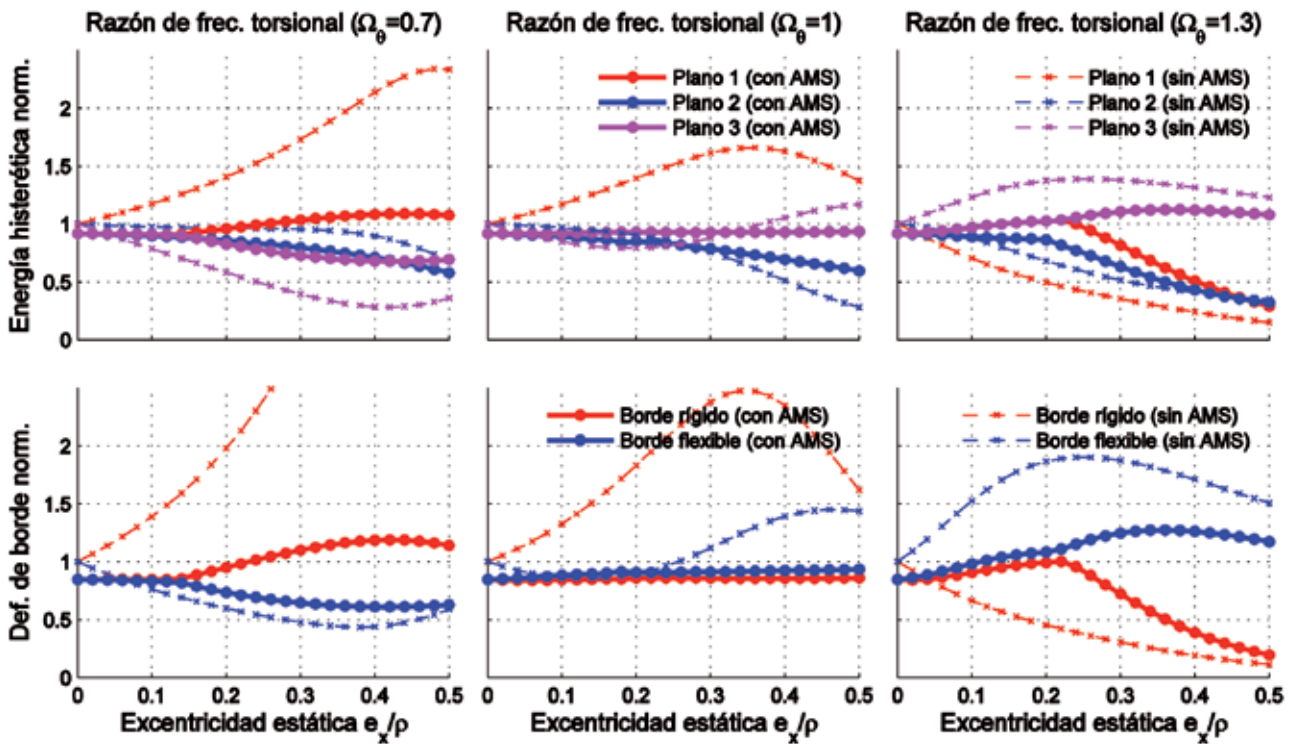 Razón de frec. torsional (Ωθ=0.7)
Razón de frec. torsional (Ωθ=1)
Razón de frec. torsional (Ωθ=1.3)
Energía histerética norm.
2
1.5
1
0.5
0
Plano 1 (con AMS)
Plano 2 (con AMS)
Plano 3 (con AMS)
Plano 1 (sin AMS)
Plano 2 (sin AMS)
Plano 3 (sin AMS)
Def. de borde norm.
2
1.5
1
0.5
0
Borde rígido (con AMS)
Borde flexible (con AMS)
Borde rígido (sin AMS)
Borde flexible (sin AMS)
0 0.1 0.2 0.3 0.4 0.5
0 0.1 0.2 0.3 0.4 0.5
0 0.1 0.2 0.3 0.4 0.5
Excentricidad estática ex/ρ
Excentricidad estática ex/ρ
Excentricidad estática ex/ρ